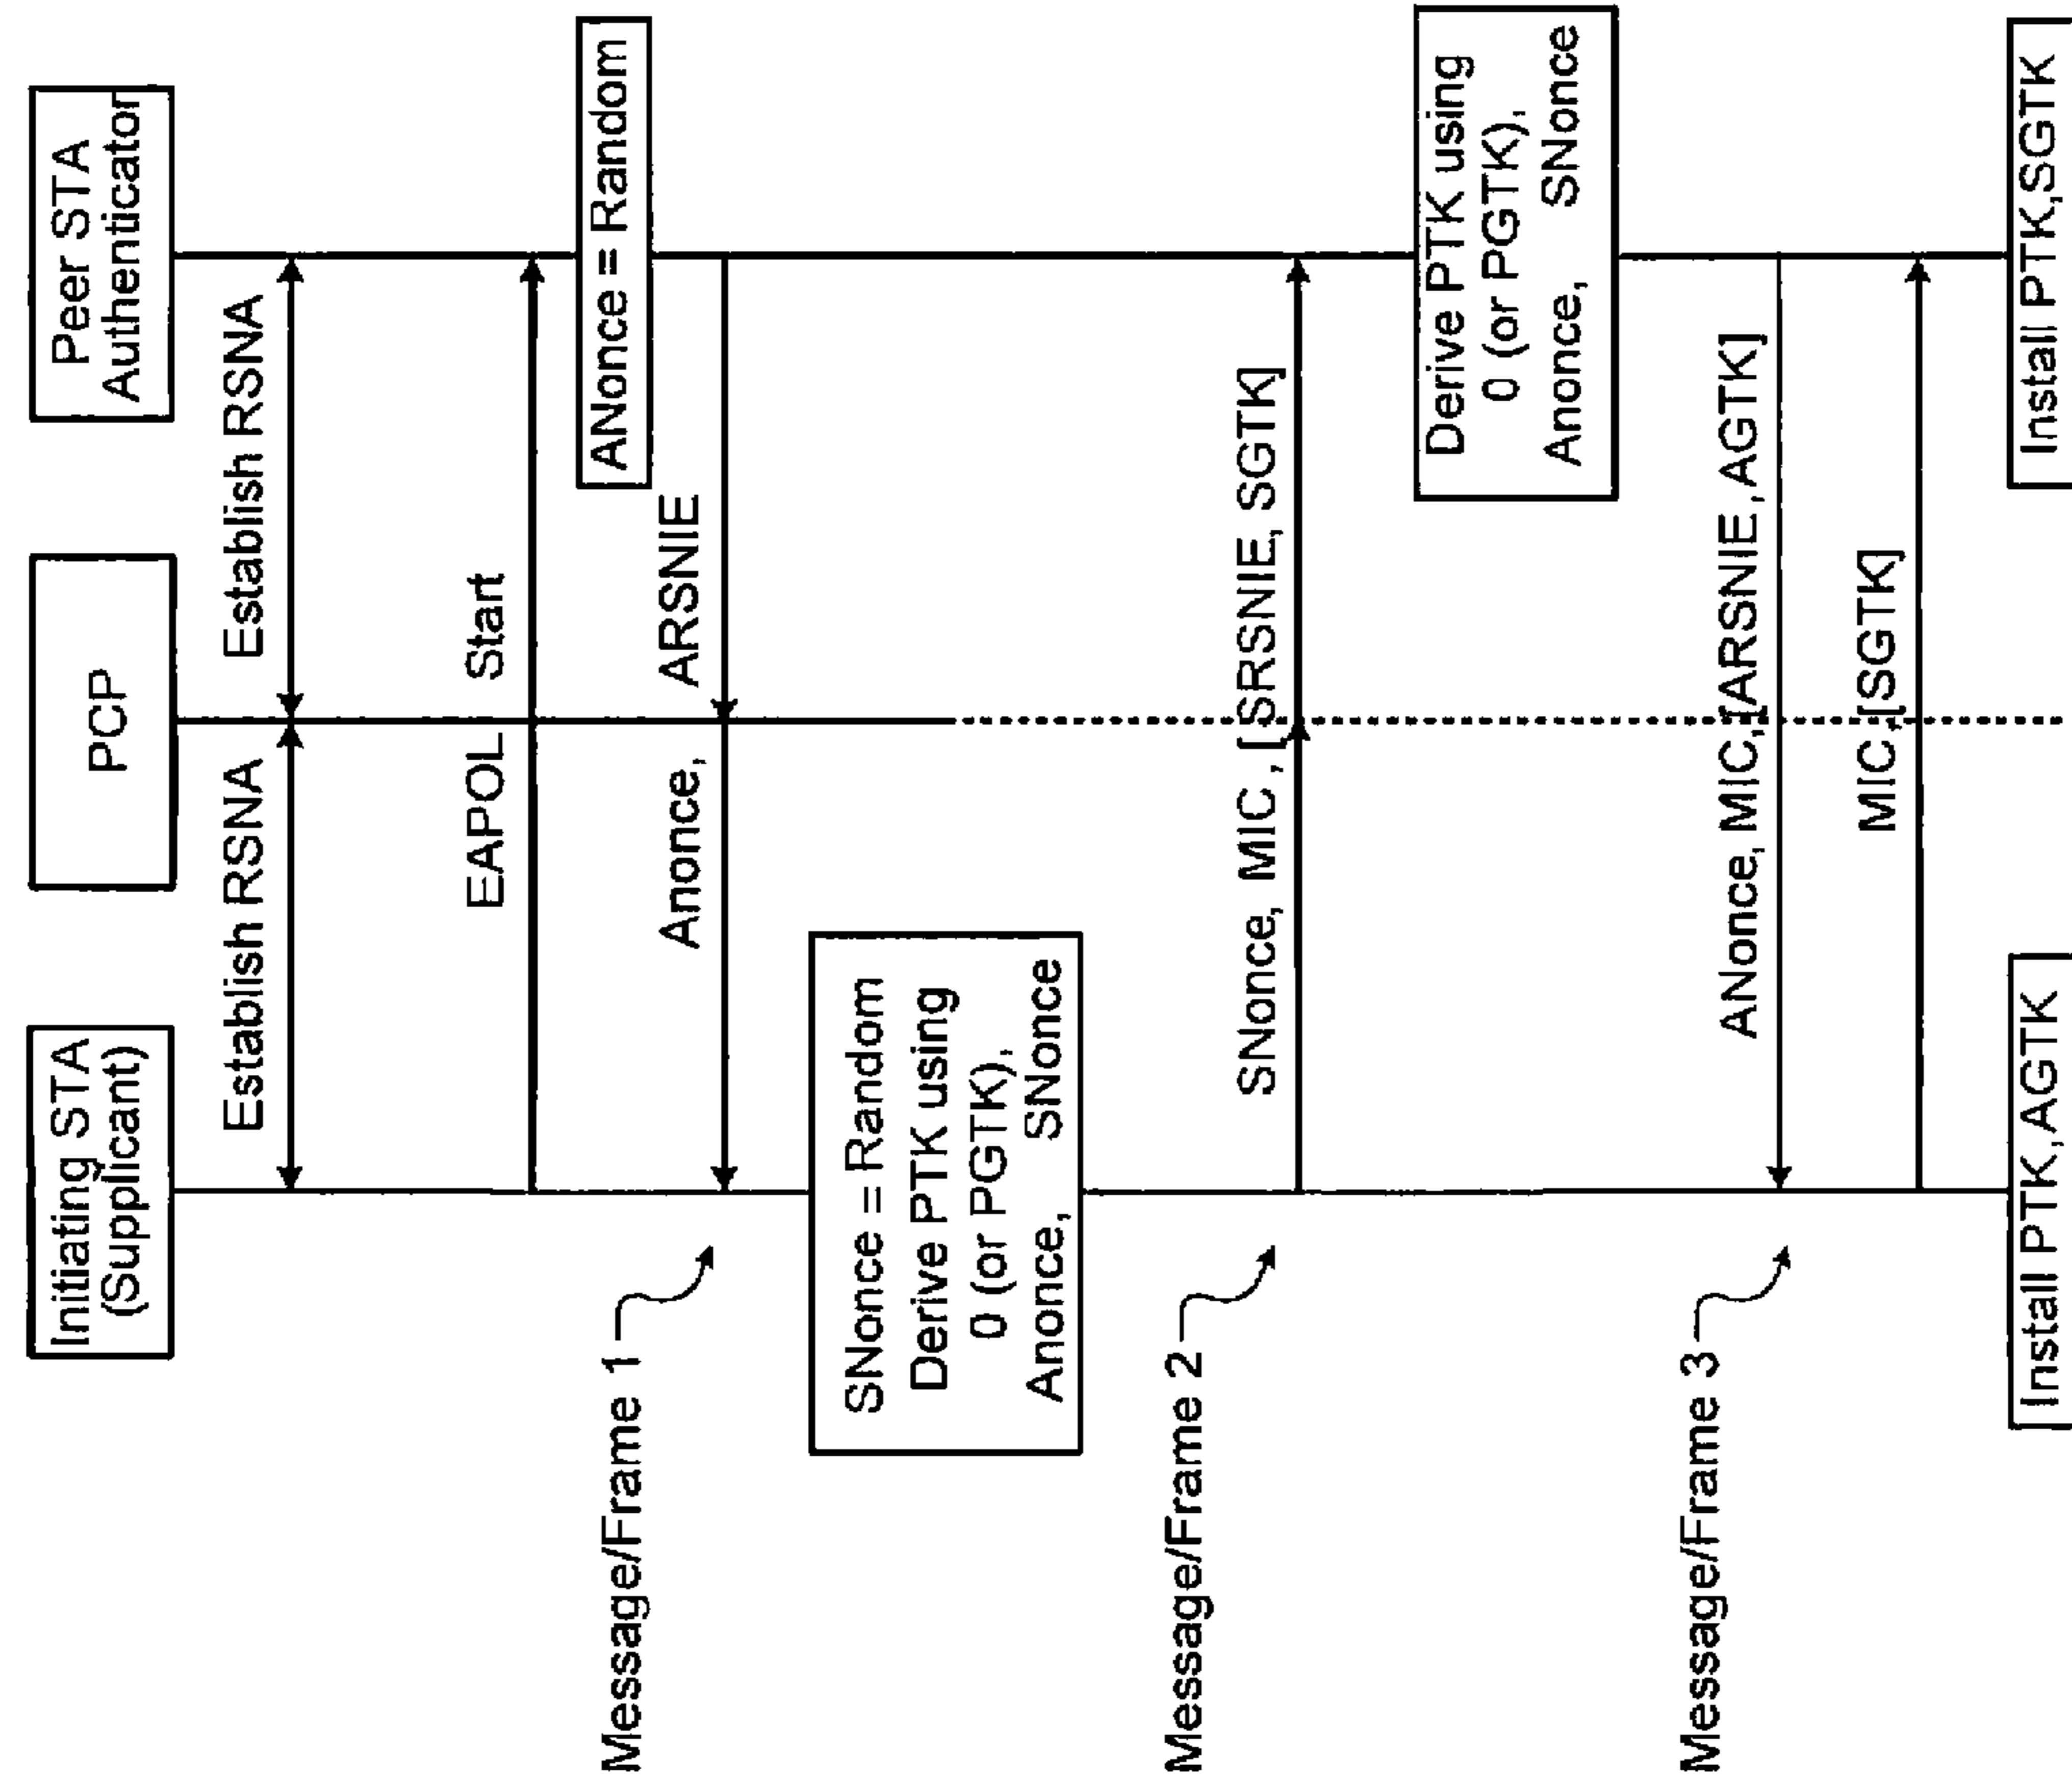 Initiating STA
(Supplicant)
PCP
Peer STA
Authenticator
Establish RSNA
Establish RSNA
EAPOL Start
ANonce = Random
Message/Frame 1
Anonce, ARSNIE
SNonce = Random
Derive PTK using
0 (or PGTK),
Anonce, SNonce
Message/Frame 2
SNonce, MIC, [SRSNIE, SGTK]
Derive PTK using
0 (or PGTK),
Anonce, SNonce
Message/Frame 3
ANonce, MIC,[ARSNIE,AGTK]
MIC,[SGTK]
Install PTK,AGTK
Install PTK,SGTK